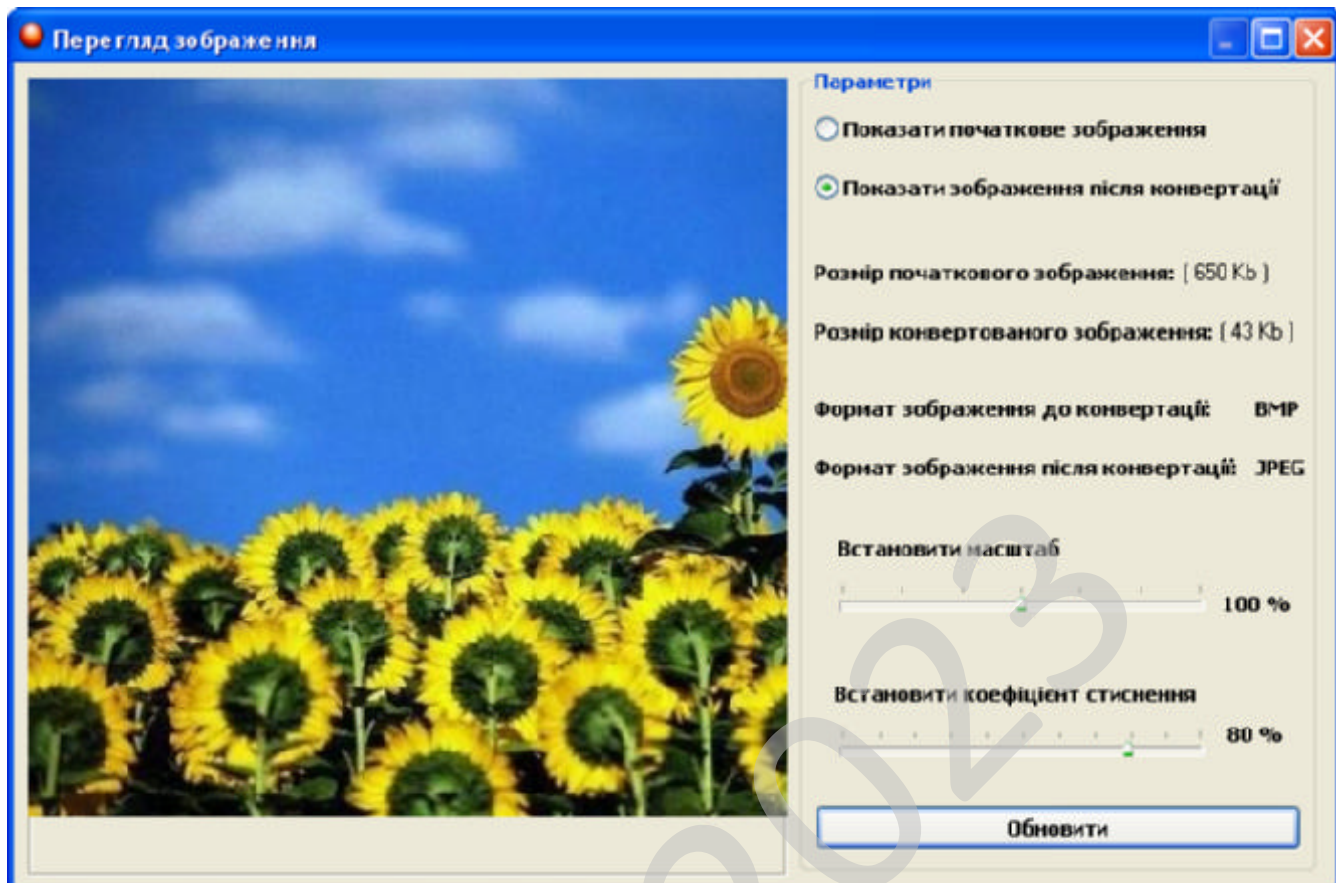 Перегляд зображення
Параметри
Показати початкове зображення
Показати зображення після конвертації
Розмір початкового зображення: ( 650 Kb )
Розмір конвертованого зображення: ( 43 Kb )
Формат зображення до конвертації: BMP
Формат зображення після конвертації: JPEG
Встановити масштаб
100 %
Встановити коефіцієнт стиснення
80 %
Обновити
2023